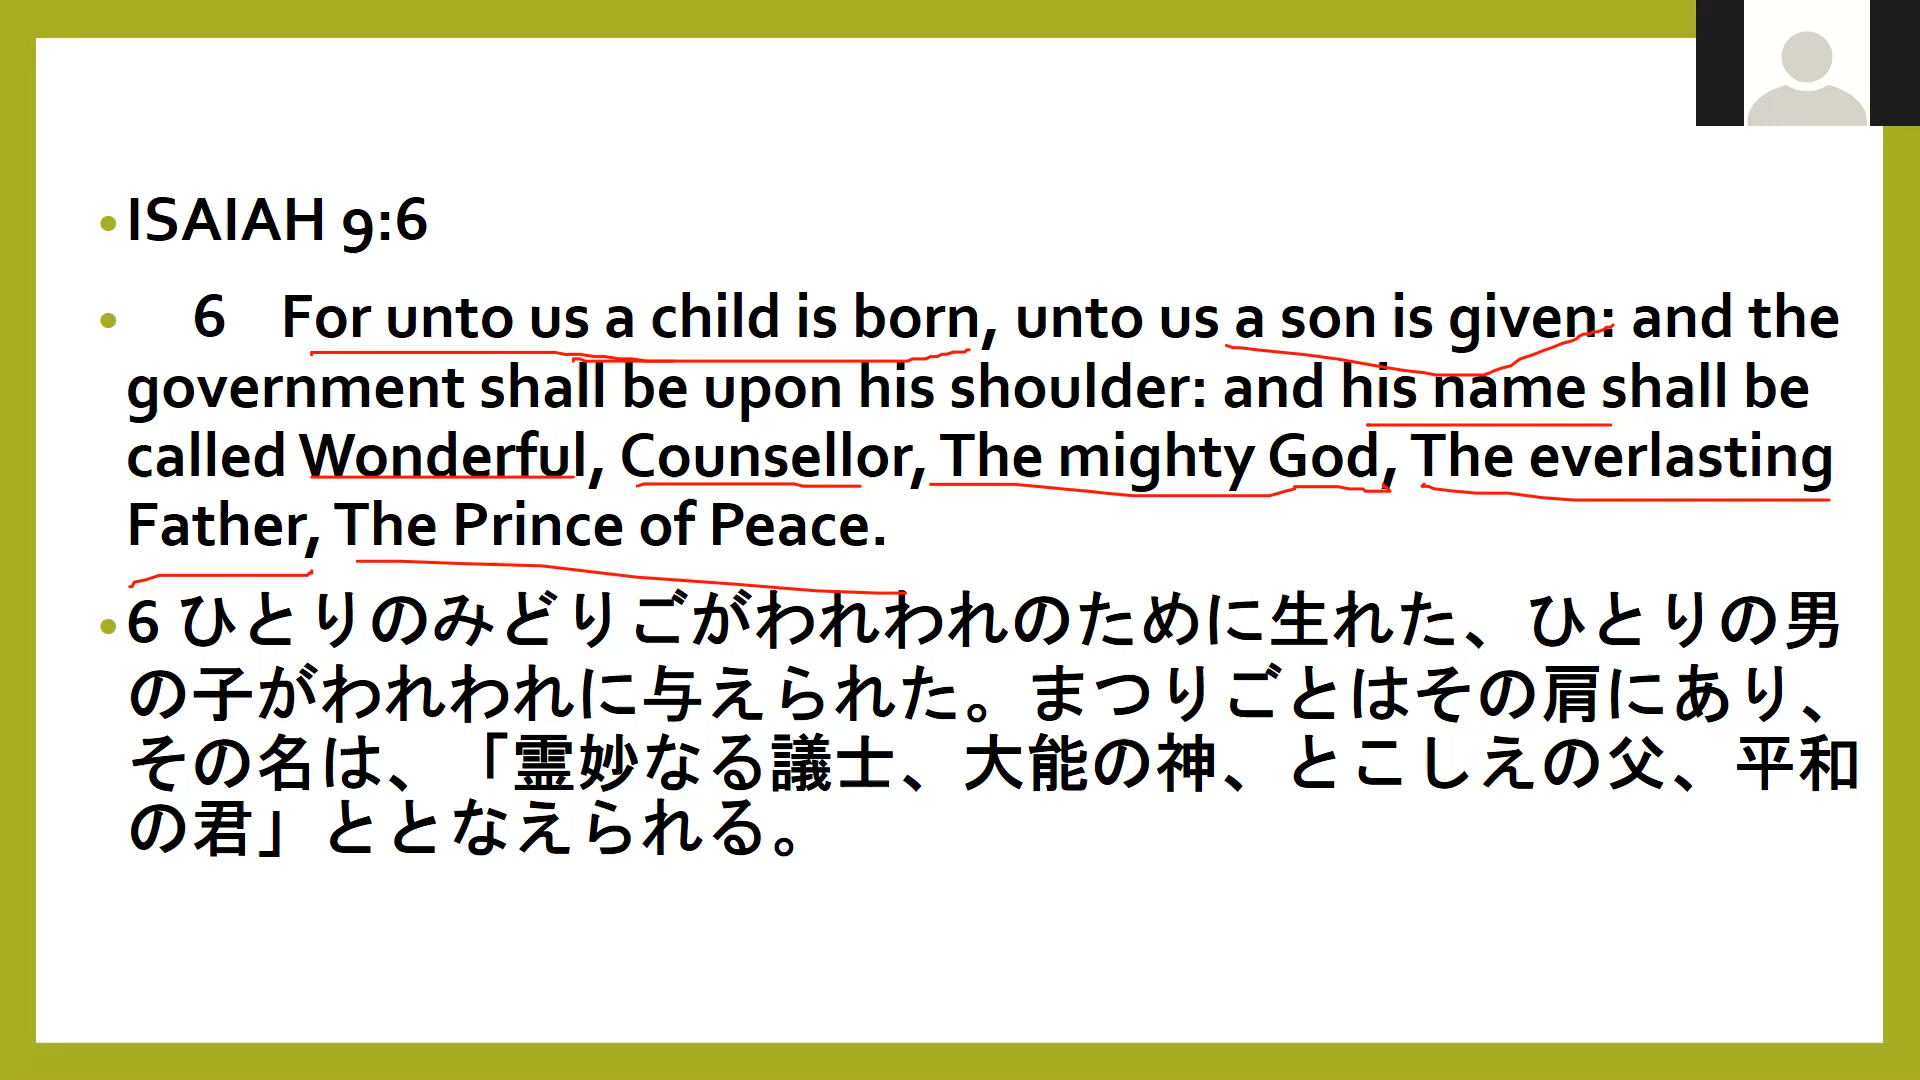 ISAIAH 9:6
6 For unto us a child is born, unto us a son is given: and the
government shall be upon his shoulder: and his name shall be
called Wonderful, Counsellor, The mighty God, The everlasting
Father, The Prince of Peace.
6 ひとりのみどりごがわれわれのために生れた、ひとりの男
の子がわれわれに与えられた。まつりごとはその肩にあり、
その名は、「霊妙なる議士、大能の神、とこしえの父、平和
の君」ととなえられる。